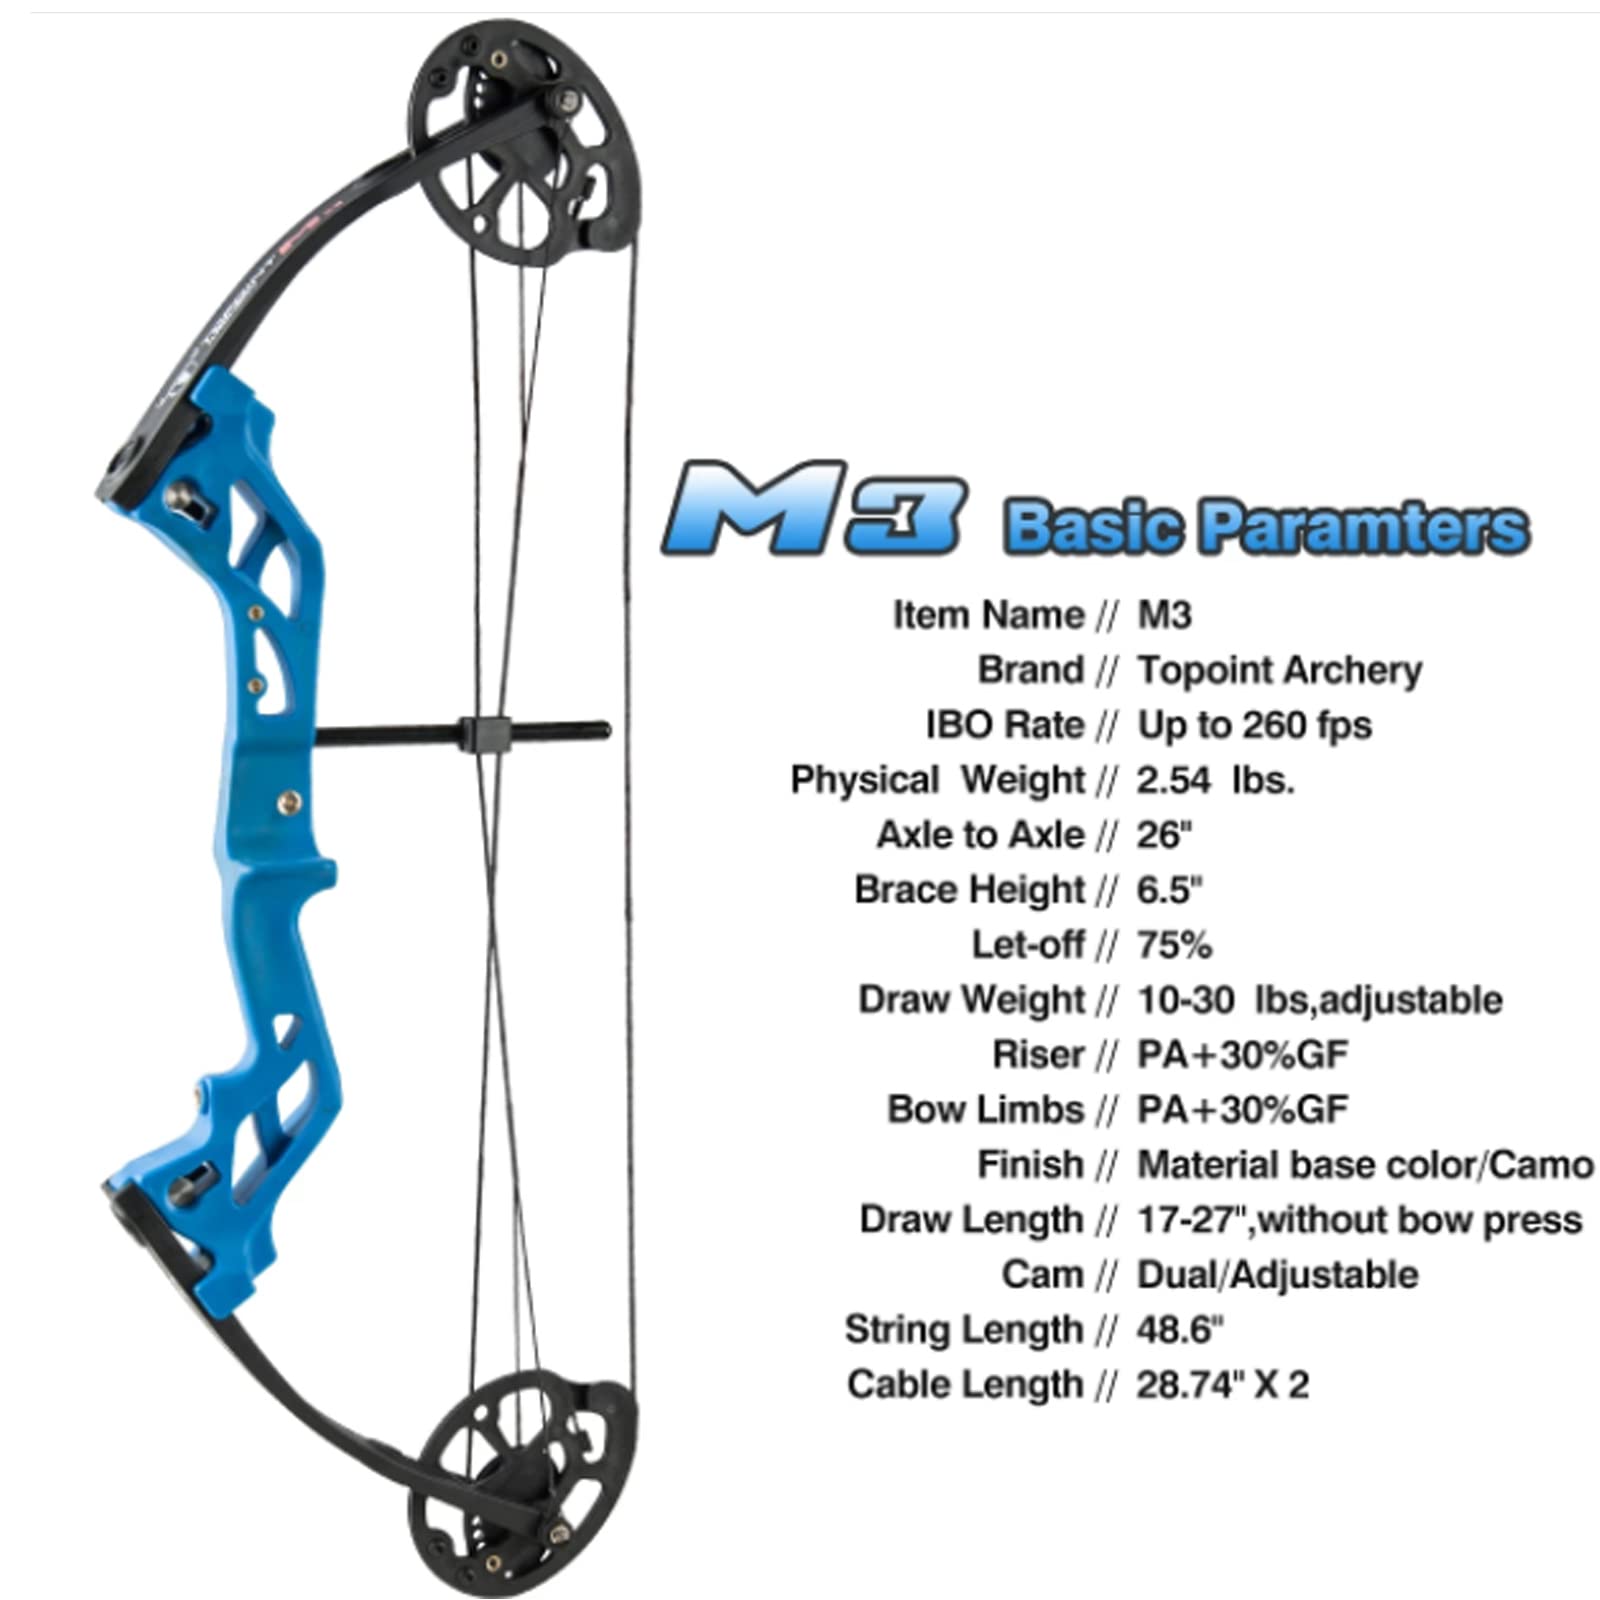 TOPOINT M3
M3 Basic Paramters
Item Name // M3
Brand // Topoint Archery
IBO Rate // Up to 260 fps
Physical Weight // 2.54 lbs.
Axle to Axle // 26"
Brace Height // 6.5"
Let-off // 75%
Draw Weight // 10-30 lbs,adjustable
Riser // PA+30%GF
Bow Limbs // PA+30%GF
Finish // Material base color/Camo
Draw Length // 17-27",without bow press
Cam // Dual/Adjustable
String Length // 48.6"
Cable Length // 28.74" X 2